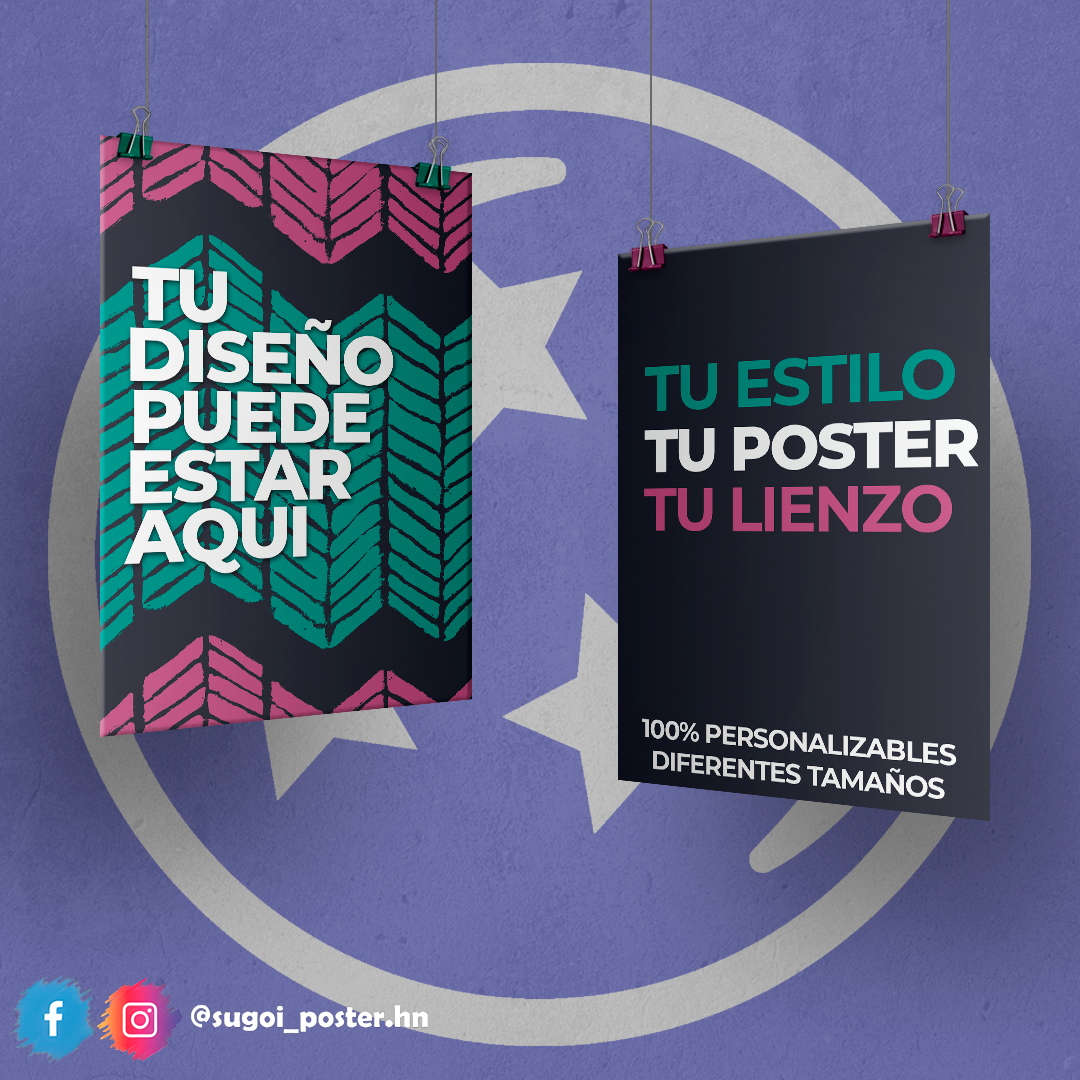 TU
DISEÑO
PUEDE
ESTAR
AQUI
TU ESTILO
TU POSTER
TU LIENZO
100% PERSONALIZABLES
DIFERENTES TAMAÑOS
@sugoi_poster.hn